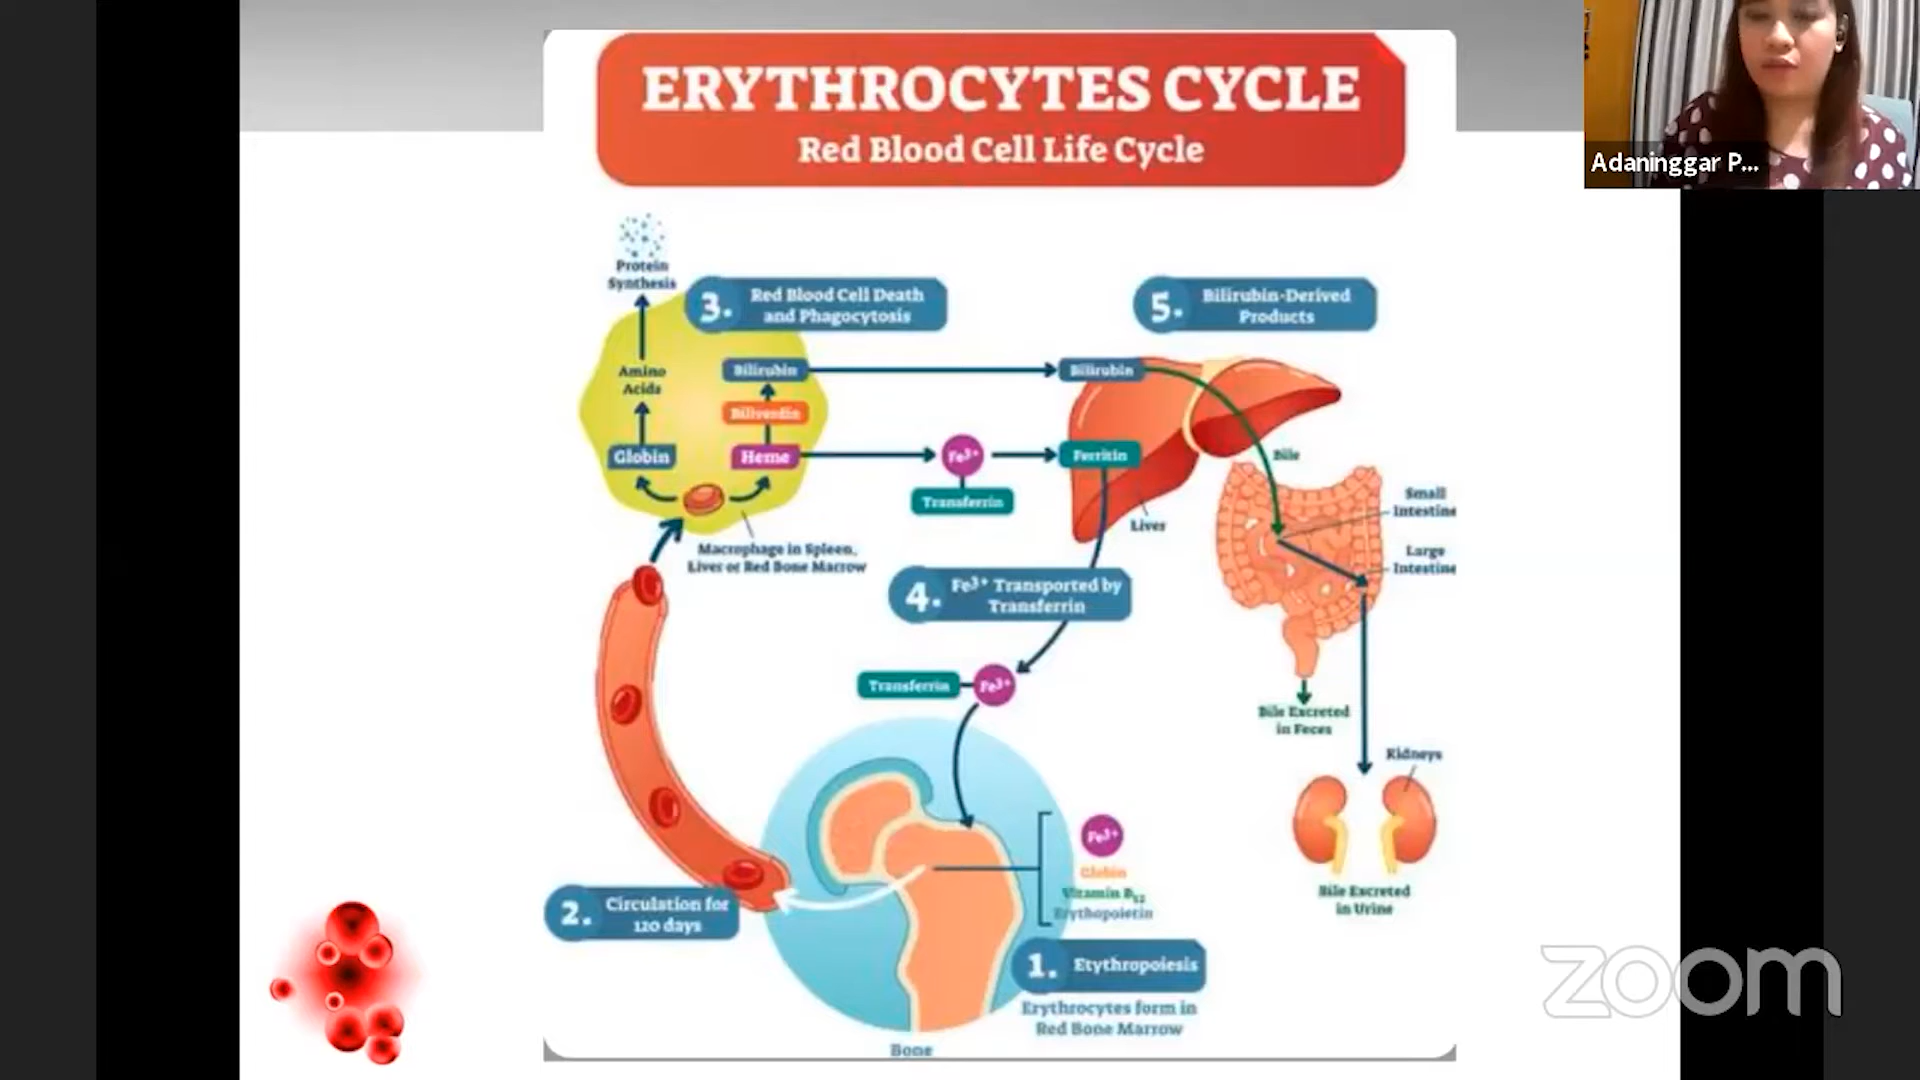 ERYTHROCYTES CYCLE
Red Blood Cell Life Cycle
Adaninggar P...
Protein
Synthesis
3.
Red Blood Cell Death
and Phagocytosis
5.
Bilirubin-Derived
Products
Amino
Acids
Bilirubin
Biliverdin
Globin
Heme
Bilirubin
Fe3+
Transferrin
Ferritin
Liver
Bile
Small
Intestine
Large
Intestine
Macrophage in Spleen,
Liver or Red Bone Marrow
4.
Fe3+ Transported by
Transferrin
Transferrin
Fe3+
Bile Excreted
in Feces
Kidneys
Bile Excreted
in Urine
2.
Circulation for
120 days
Fe3+
Globin
Vitamin B12
Erythopoietin
1.
Etythropoiesis
Erythrocytes form in
Red Bone Marrow
Bone
zoom